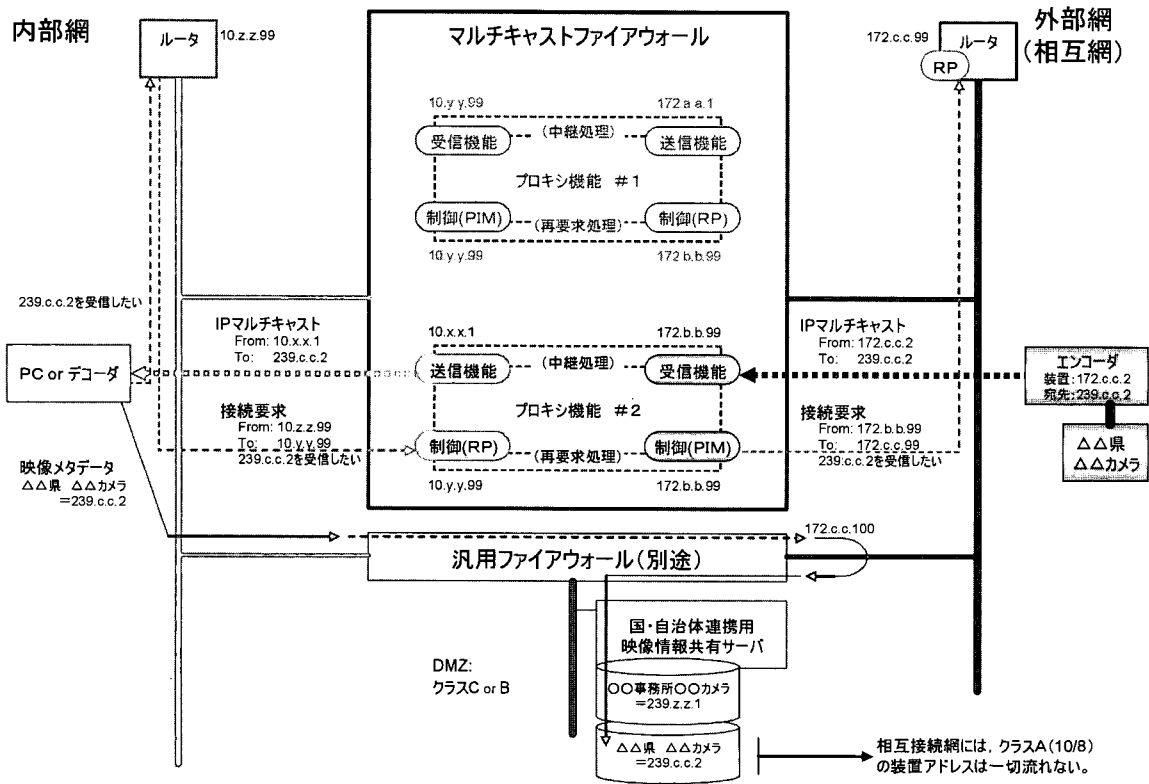 内部網
ルータ
10.z.z.99
マルチキャストファイアウォール
172.c.c.99
ルータ
RP
外部網
(相互網)
10.y.y.99
172.a.a.1
受信機能
(中継処理)
送信機能
プロキシ機能 #1
制御(PIM)
(再要求処理)
制御(RP)
10.y.y.99
172.b.b.99
239.c.c.2を受信したい
IPマルチキャスト
From: 10.x.x.1
To: 239.c.c.2
10.x.x.1
172.b.b.99
IPマルチキャスト
From: 172.c.c.2
To: 239.c.c.2
PC or デコーダ
送信機能
(中継処理)
受信機能
エンコーダ
装置:172.c.c.2
宛先:239.c.c.2
プロキシ機能 #2
接続要求
From: 10.z.z.99
To: 10.y.y.99
239.c.c.2を受信したい
制御(RP)
(再要求処理)
制御(PIM)
10.y.y.99
172.b.b.99
接続要求
From: 172.b.b.99
To: 172.c.c.99
239.c.c.2を受信したい
△△県
△△カメラ
映像メタデータ
△△県 △△カメラ
=239.c.c.2
172.c.c.100
汎用ファイアウォール(別途)
国・自治体連携用
映像情報共有サーバ
DMZ:
クラスC or B
○○事務所○○カメラ
=239.z.z.1
△△県 △△カメラ
=239.c.c.2
相互接続網には,クラスA(10/8)
の装置アドレスは一切流れない。